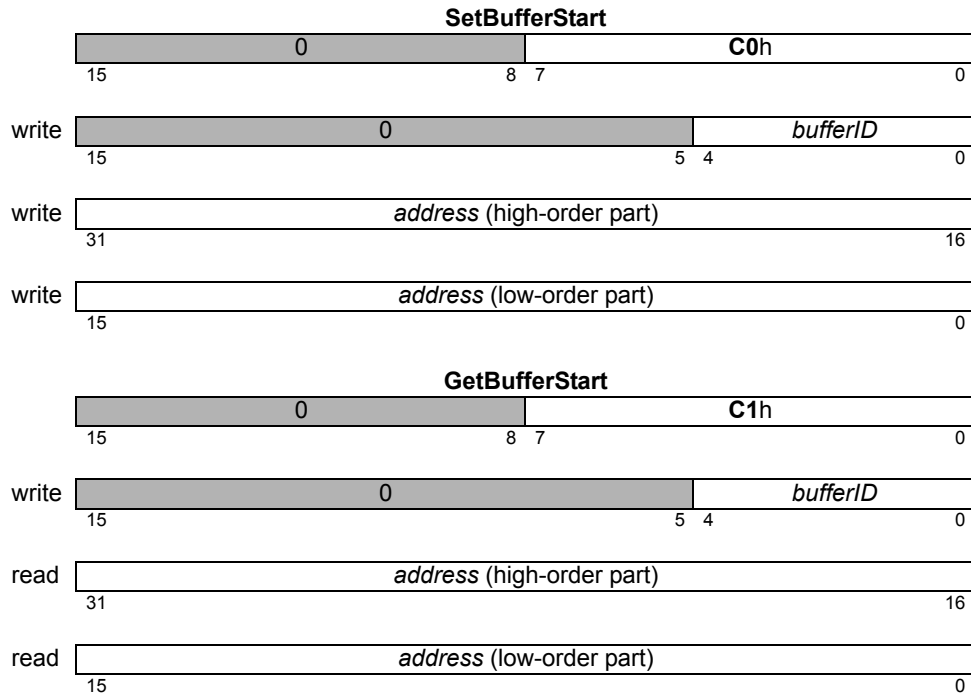 SetBufferStart
0 C0h
15 8 7 0
write 0 bufferID
15 5 4 0
write address (high-order part)
31 16
write address (low-order part)
15 0
GetBufferStart
0 C1h
15 8 7 0
write 0 bufferID
15 5 4 0
read address (high-order part)
31 16
read address (low-order part)
15 0